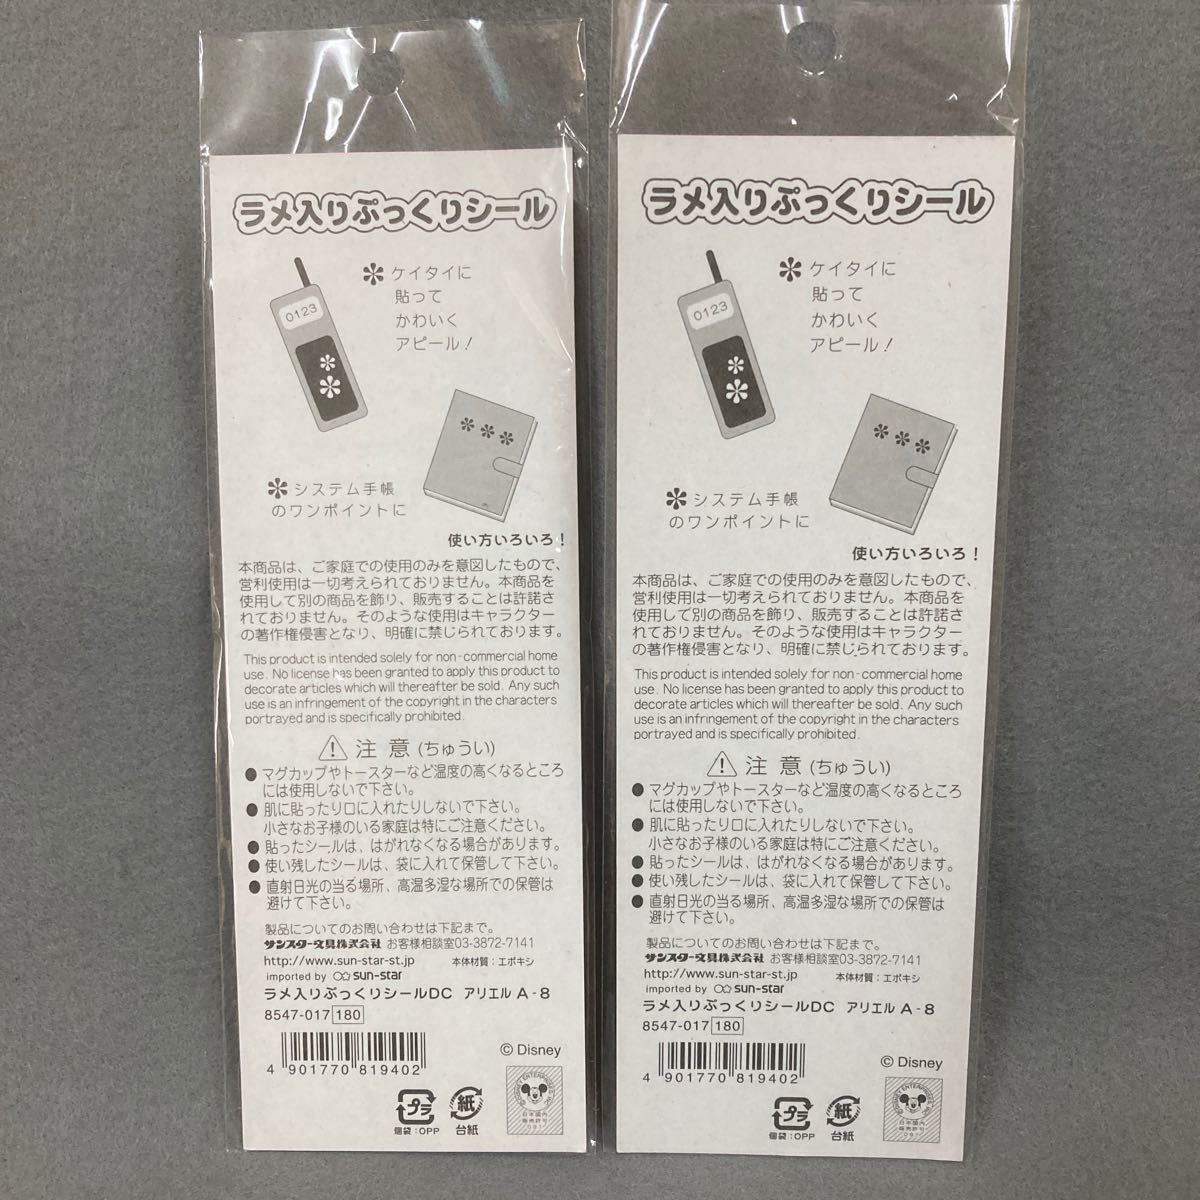 ラメ入りぷっくりシール
0123
＊ケイタイに
貼って
かわいく
アピール！
＊システム手帳
のワンポイントに
使い方いろいろ！
本商品は、ご家庭での使用のみを意図したもので、
営利使用は一切考えられておりません。本商品を
使用して別の商品を飾り、販売することは許諾さ
れておりません。そのような使用はキャラクター
の著作権侵害となり、明確に禁じられております。
This product is intended solely for non-commercial home
use. No license has been granted to apply this product to
decorate articles which will thereafter be sold. Any such
use is an infringement of the copyright in the characters
portrayed and is specifically prohibited.
⚠注意(ちゅうい)
●マグカップやトースターなど温度の高くなるところ
には使用しないで下さい。
●肌に貼ったり口に入れたりしないで下さい。
小さなお子様のいる家庭は特にご注意ください。
●貼ったシールは、はがれなくなる場合があります。
●使い残したシールは、袋に入れて保管して下さい。
●直射日光の当る場所、高温多湿な場所での保管は
避けて下さい。
製品についてのお問い合わせは下記まで。
サンスター文具株式会社 お客様相談室03-3872-7141
http://www.sun-star-st.jp 本体材質：エポキシ
imported by sun-star
ラメ入りぷっくりシールDC アリエル A-8
8547-017 180
4 901770 819402
© Disney
プラ
個袋：OPP
紙
台紙
日本国内
販売許可
ラメ入りぷっくりシール
0123
＊ケイタイに
貼って
かわいく
アピール！
＊システム手帳
のワンポイントに
使い方いろいろ！
本商品は、ご家庭での使用のみを意図したもので、
営利使用は一切考えられておりません。本商品を
使用して別の商品を飾り、販売することは許諾さ
れておりません。そのような使用はキャラクター
の著作権侵害となり、明確に禁じられております。
This product is intended solely for non-commercial home
use. No license has been granted to apply this product to
decorate articles which will thereafter be sold. Any such
use is an infringement of the copyright in the characters
portrayed and is specifically prohibited.
⚠注意(ちゅうい)
●マグカップやトースターなど温度の高くなるところ
には使用しないで下さい。
●肌に貼ったり口に入れたりしないで下さい。
小さなお子様のいる家庭は特にご注意ください。
●貼ったシールは、はがれなくなる場合があります。
●使い残したシールは、袋に入れて保管して下さい。
●直射日光の当る場所、高温多湿な場所での保管は
避けて下さい。
製品についてのお問い合わせは下記まで。
サンスター文具株式会社 お客様相談室03-3872-7141
http://www.sun-star-st.jp 本体材質：エポキシ
imported by sun-star
ラメ入りぷっくりシールDC アリエル A-8
8547-017 180
4 901770 819402
© Disney
プラ
個袋：OPP
紙
台紙
日本国内
販売許可